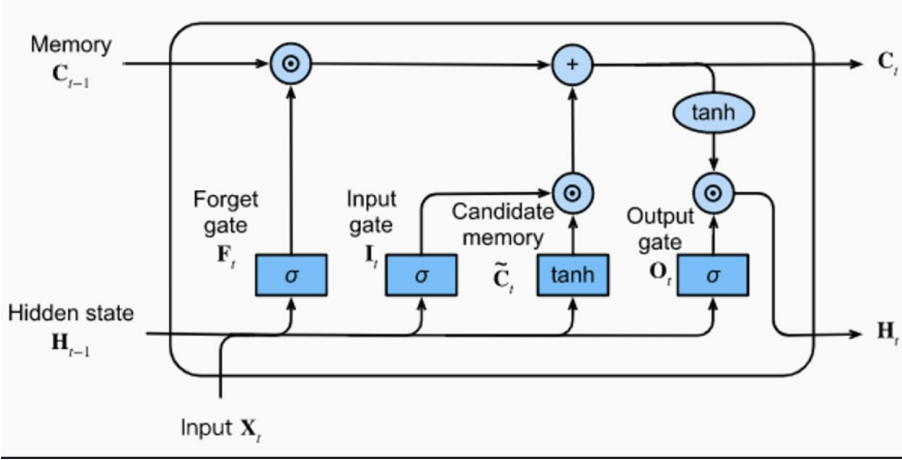 Memory
C_{t-1}
⊙
+
C_t
tanh
Forget
gate
F_t
Input
gate
I_t
Candidate
memory
C̃_t
⊙
Output
gate
O_t
⊙
σ
σ
tanh
σ
Hidden state
H_{t-1}
H_t
Input X_t